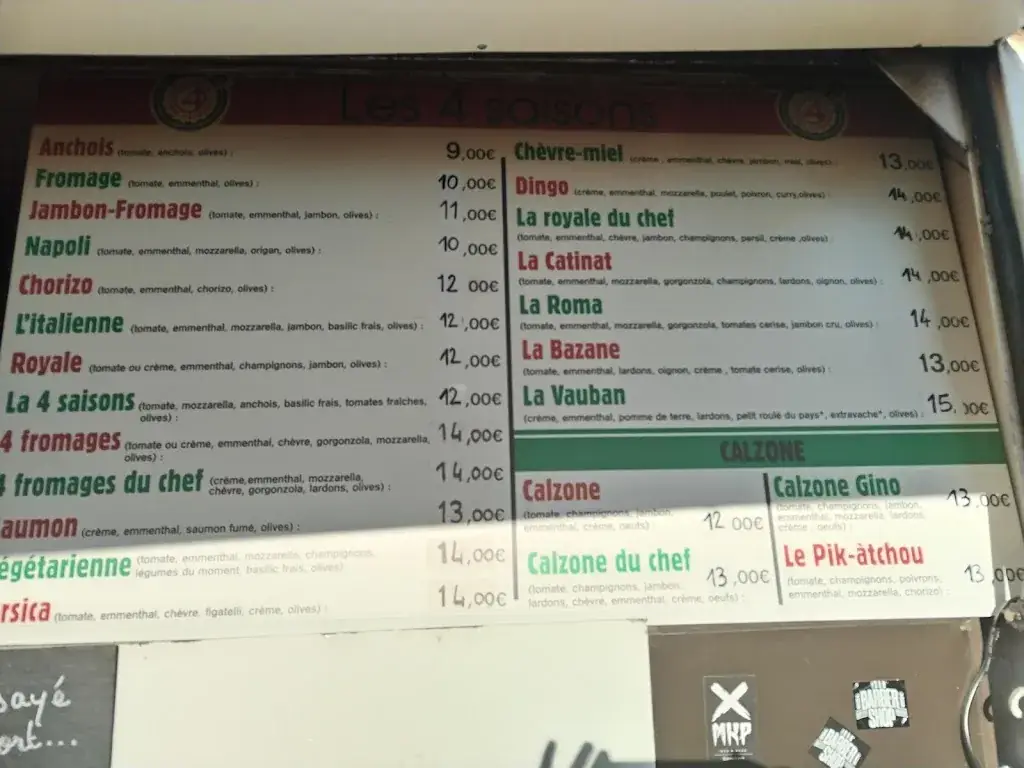 Les 4 saisons
Anchois (tomate, anchois, olives) : 9,00€
Fromage (tomate, emmenthal, olives) : 10,00€
Jambon-Fromage (tomate, emmenthal, jambon, olives) : 11,00€
Napoli (tomate, emmenthal, mozzarella, origan, olives) : 10,00€
Chorizo (tomate, emmenthal, chorizo, olives) : 12 00€
L'italienne (tomate, emmenthal, mozzarella, jambon, basilic frais, olives) : 12,00€
Royale (tomate ou crème, emmenthal, champignons, jambon, olives) : 12,00€
La 4 saisons (tomate, mozzarella, anchois, basilic frais, tomates fraîches, 12,00€
olives) :
4 fromages (tomate ou crème, emmenthal, chèvre, gorgonzola, mozzarella, 14,00€
olives) :
4 fromages du chef (crème,emmenthal, mozzarella, 14,00€
chèvre, gorgonzola, lardons, olives) :
aumon (crème, emmenthal, saumon fumé, olives) : 13,00€
égétarienne (tomate, emmenthal, mozzarella, champignons, 14,00€
légumes du moment, basilic frais, olives)
rsica (tomate, emmenthal, chèvre, figatelli, crème, olives) : 14,00€
Chèvre-miel (crème, emmenthal, chèvre, jambon, miel, olives) : 13,00€
Dingo (crème, emmenthal, mozzarella, poulet, poivron, curry,olives) : 14,00€
La royale du chef
(tomate, emmenthal, chèvre, jambon, champignons, persil, crème ,olives) : 14,00€
La Catinat
(tomate, emmenthal, mozzarella, gorgonzola, champignons, lardons, oignon, olives) : 14,00€
La Roma
(tomate, emmenthal, mozzarella, gorgonzola, tomates cerise, jambon cru, olives) : 14,00€
La Bazane
(tomate, emmenthal, lardons, oignon, crème , tomate cerise, olives) : 13,00€
La Vauban
(crème, emmenthal, pomme de terre, lardons, petit roulé du pays*, extravache*, olives) : 15, 00€
CALZONE
Calzone
(tomate, champignons, jambon,
emmenthal, crème, oeufs) : 12 00€
Calzone du chef
(tomate, champignons, jambon,
lardons, chèvre, emmenthal, crème, oeufs) : 13,00€
Calzone Gino
(tomate, champignons, jambon,
emmenthal, mozzarella, lardons,
crème, oeufs) : 13,00€
Le Pik-àtchou
(tomate, champignons, poivrons,
emmenthal, mozzarella, chorizo) : 13,00€
sayé
ort...
MKP
BARBER
SHOP